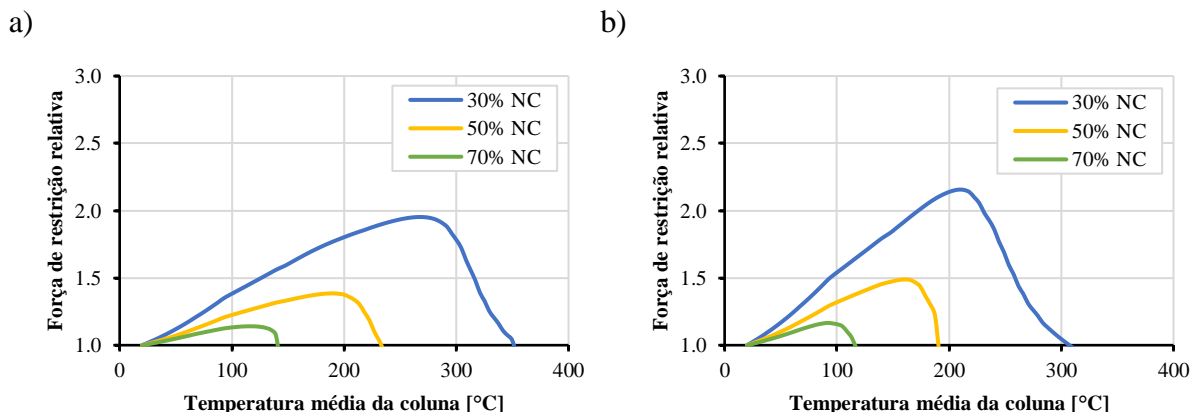 a)
3.0
2.5
2.0
1.5
1.0
Força de restrição relativa
30% NC
50% NC
70% NC
0
100
200
300
400
Temperatura média da coluna [°C]
b)
3.0
2.5
2.0
1.5
1.0
Força de restrição relativa
30% NC
50% NC
70% NC
0
100
200
300
400
Temperatura média da coluna [°C]